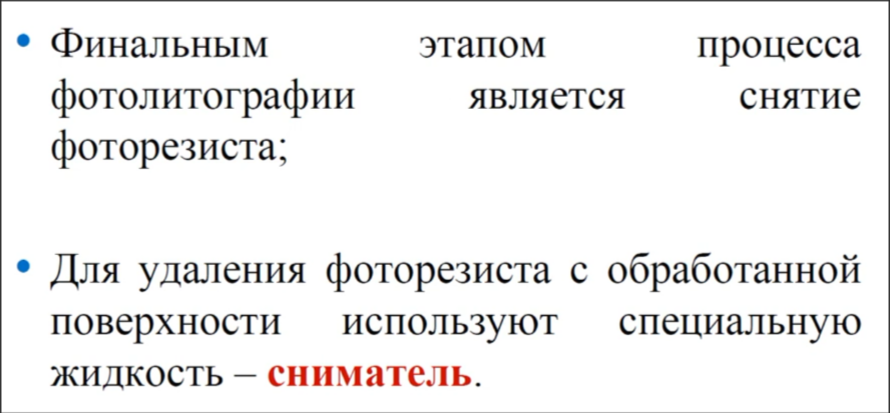 • Финальным этапом процесса
фотолитографии является снятие
фоторезиста;
• Для удаления фоторезиста с обработанной
поверхности используют специальную
жидкость – сниматель.